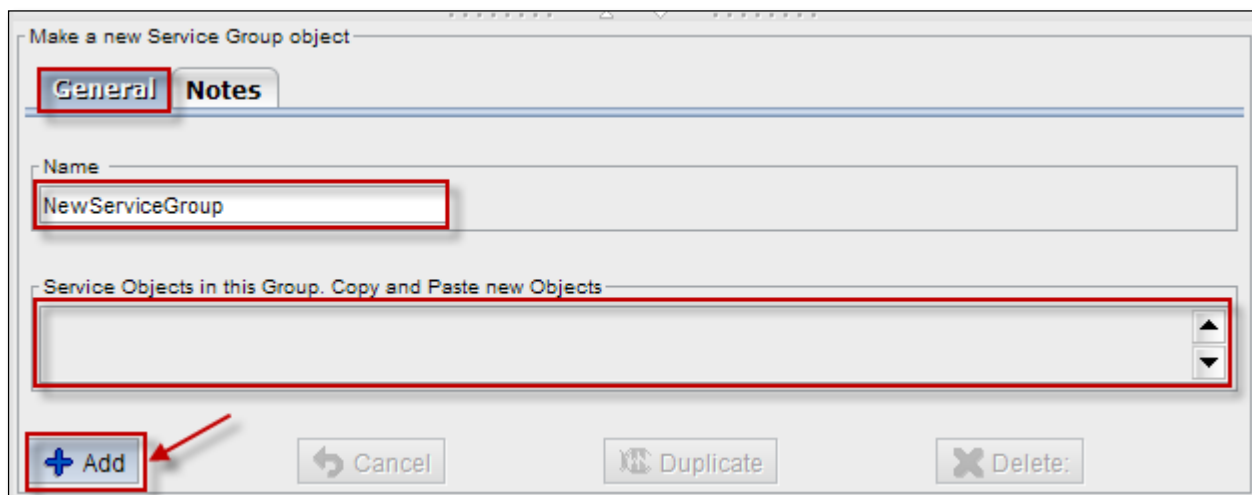 Make a new Service Group object
General Notes
Name
NewServiceGroup
Service Objects in this Group. Copy and Paste new Objects
Add Cancel Duplicate Delete: